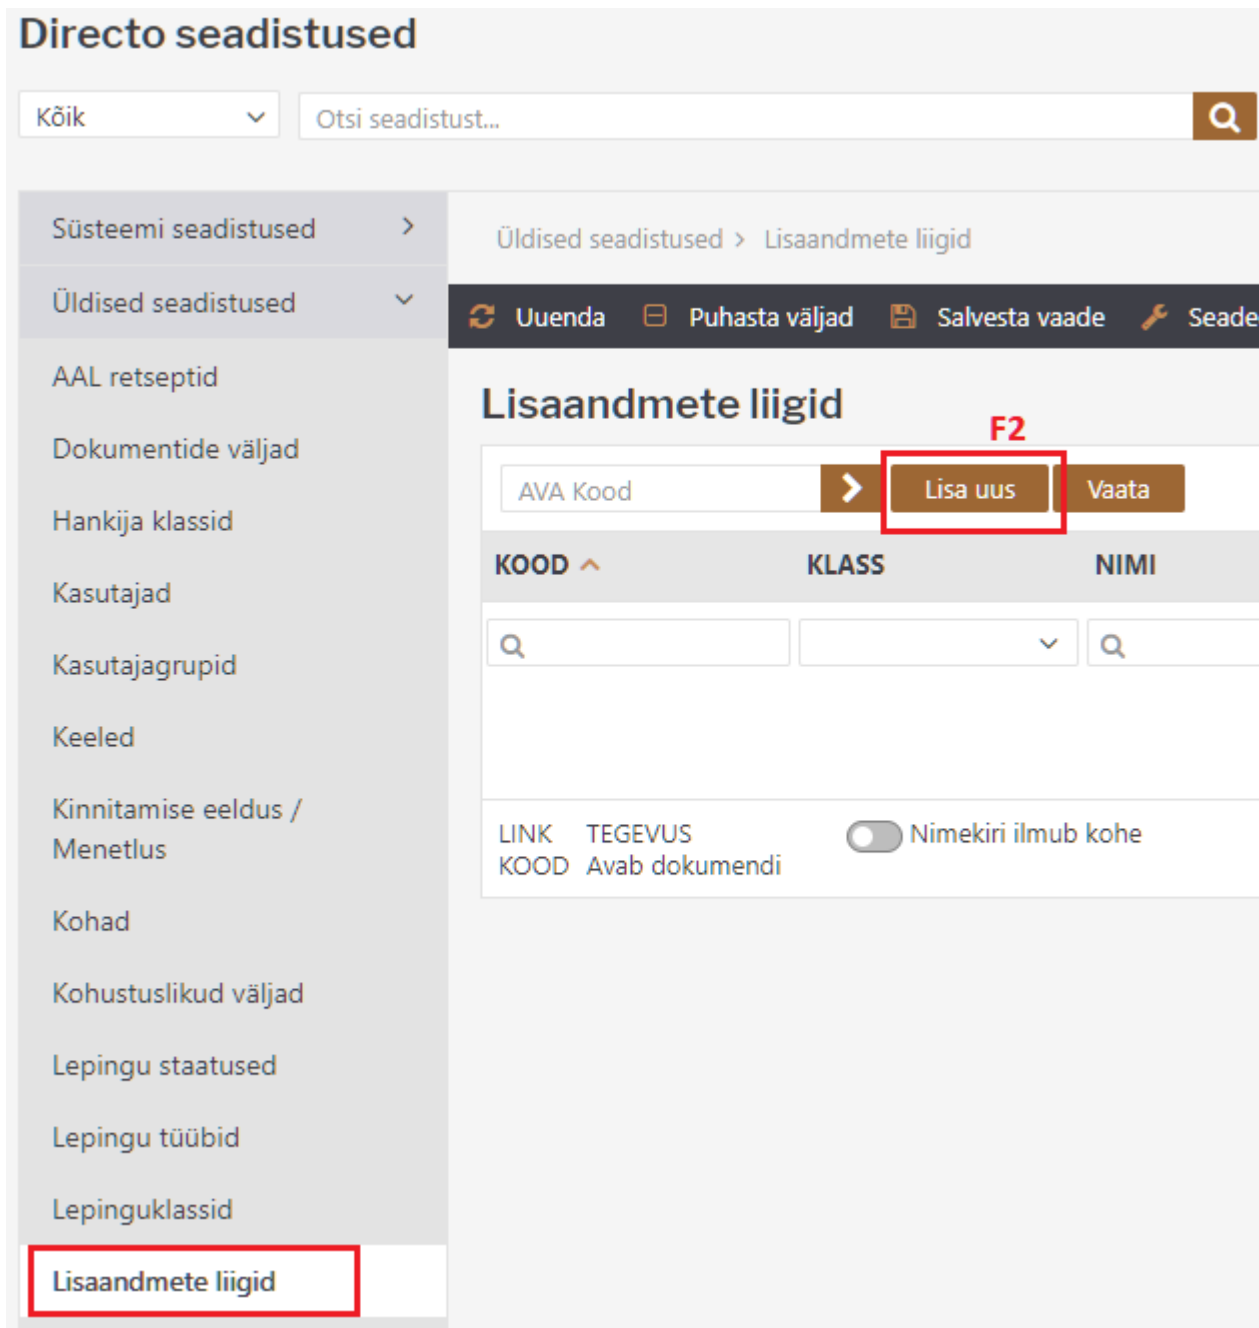 Directo seadistused
Kõik
Otsi seadistust...
Süsteemi seadistused
Üldised seadistused
AAL retseptid
Dokumentide väljad
Hankija klassid
Kasutajad
Kasutajagrupid
Keeled
Kinnitamise eeldus /
Menetlus
Kohad
Kohustuslikud väljad
Lepingu staatused
Lepingu tüübid
Lepinguklassid
Lisaandmete liigid
Üldised seadistused > Lisaandmete liigid
Uuenda Puhasta väljad Salvesta vaade Seade
Lisaandmete liigid
F2
AVA Kood Lisa uus Vaata
KOOD KLASS NIMI
LINK TEGEVUS Nimekiri ilmub kohe
KOOD Avab dokumendi